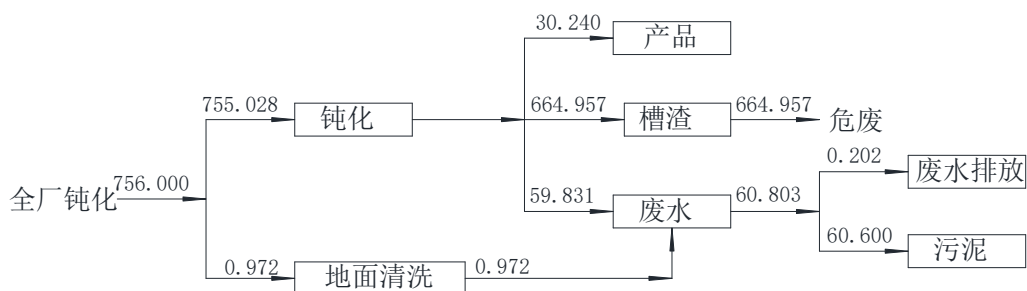 30.240
产品
755.028
钝化
664.957
槽渣
664.957
危废
0.202
废水排放
全厂钝化
756.000
59.831
废水
60.803
60.600
污泥
0.972
地面清洗
0.972